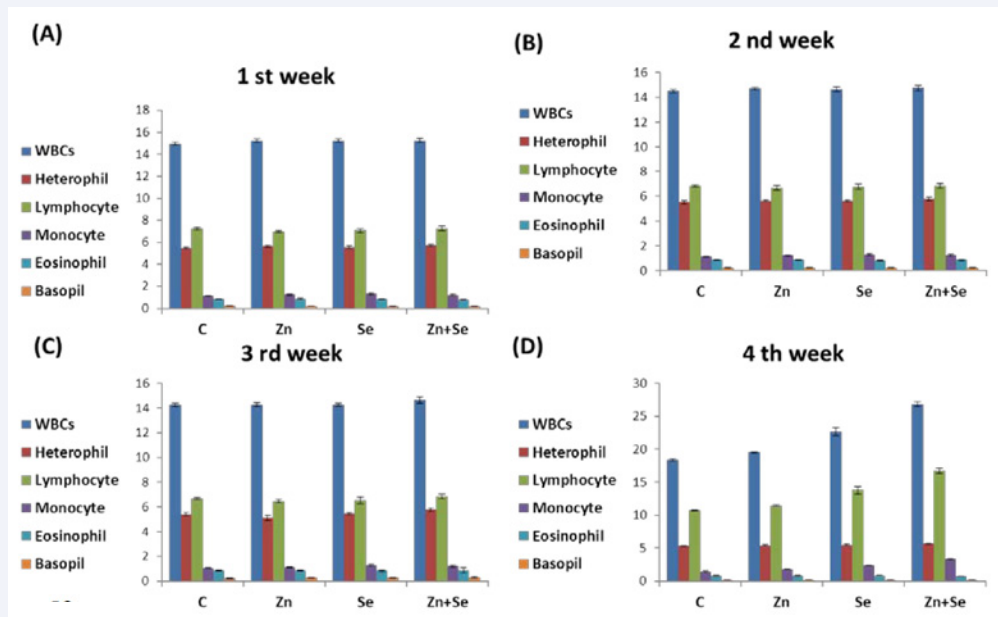 (A)
1 st week
18
16
14
12
10
8
6
4
2
0
WBCs
Heterophil
Lymphocyte
Monocyte
Eosinophil
Basopil
C Zn Se Zn+Se
(B)
2 nd week
16
14
12
10
8
6
4
2
0
WBCs
Heterophil
Lymphocyte
Monocyte
Eosinophil
Basopil
C Zn Se Zn+Se
(C)
3 rd week
16
14
12
10
8
6
4
2
0
WBCs
Heterophil
Lymphocyte
Monocyte
Eosinophil
Basopil
C Zn Se Zn+Se
(D)
4 th week
30
25
20
15
10
5
0
WBCs
Heterophil
Lymphocyte
Monocyte
Eosinophil
Basopil
C Zn Se Zn+Se